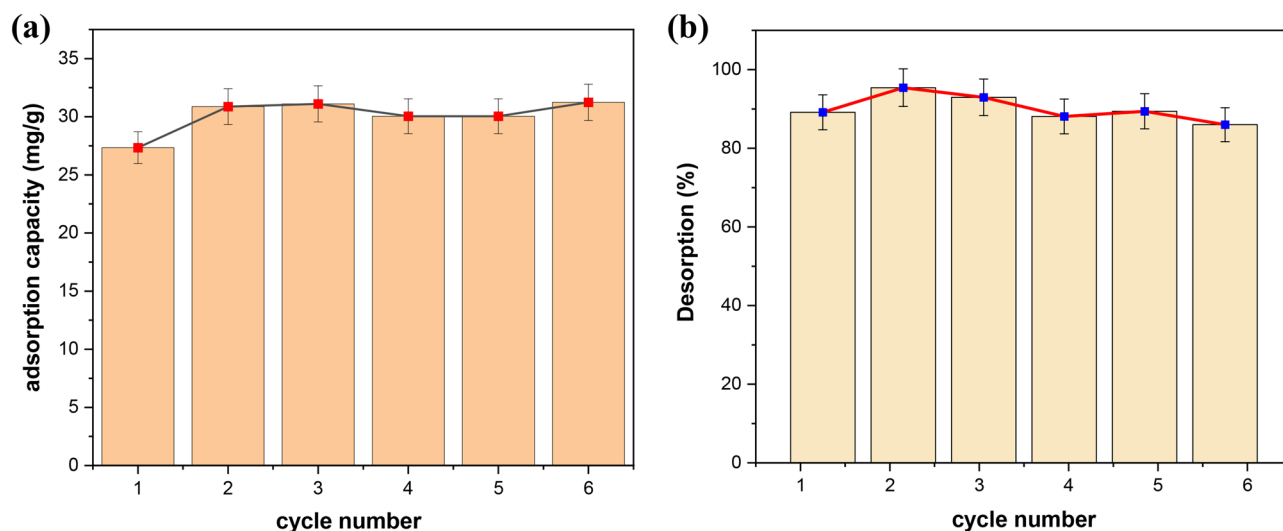 (a)
adsorption capacity (mg/g)
35
30
25
20
15
10
5
0
1 2 3 4 5 6
cycle number
(b)
Desorption (%)
100
80
60
40
20
0
1 2 3 4 5 6
cycle number